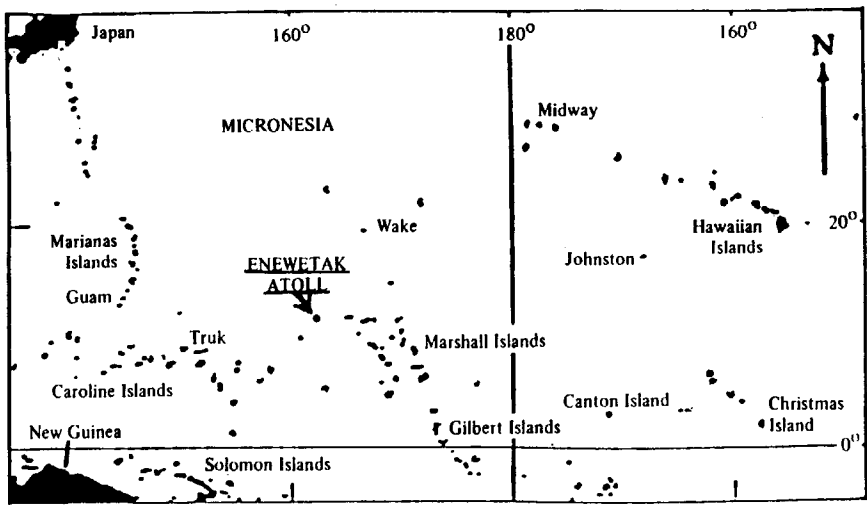 Japan
160°
180°
160°
N
MICRONESIA
Midway
Wake
20°
Marianas
Islands
Hawaiian
Islands
Johnston
ENEWETAK
ATOLL
Guam
Truk
Marshall Islands
Caroline Islands
Canton Island
Christmas
Island
Gilbert Islands
New Guinea
0°
Solomon Islands